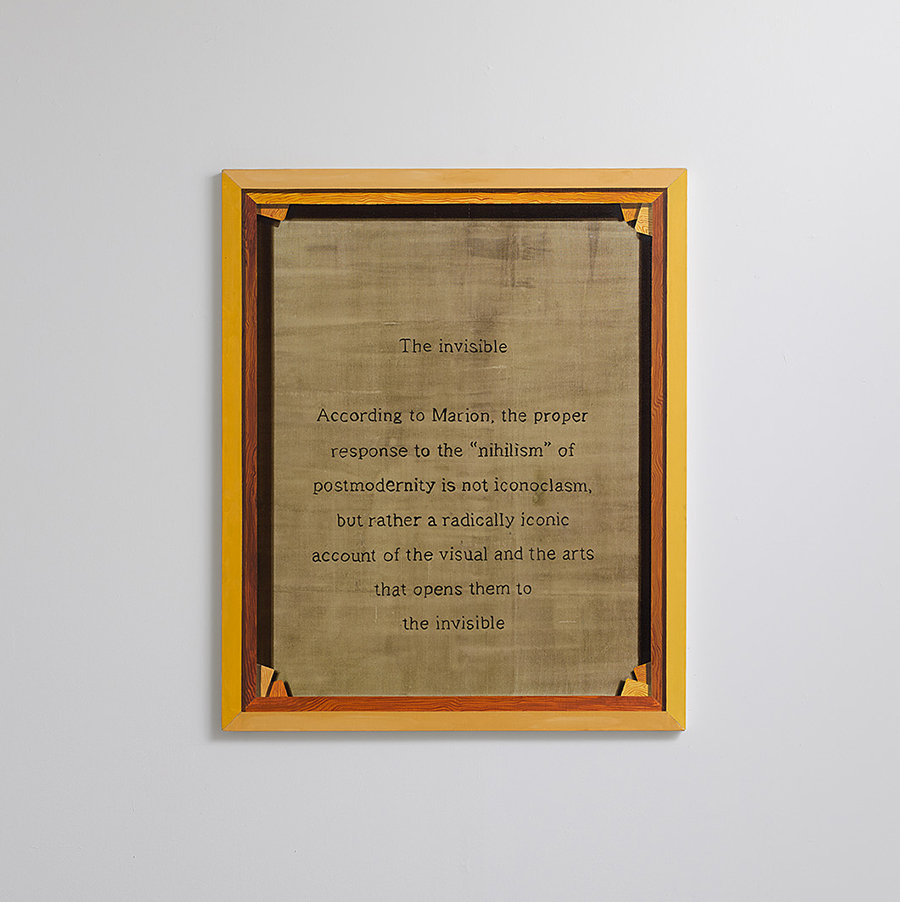 The invisible
According to Marion, the proper
response to the “nihilism” of
postmodernity is not iconoclasm,
but rather a radically iconic
account of the visual and the arts
that opens them to
the invisible